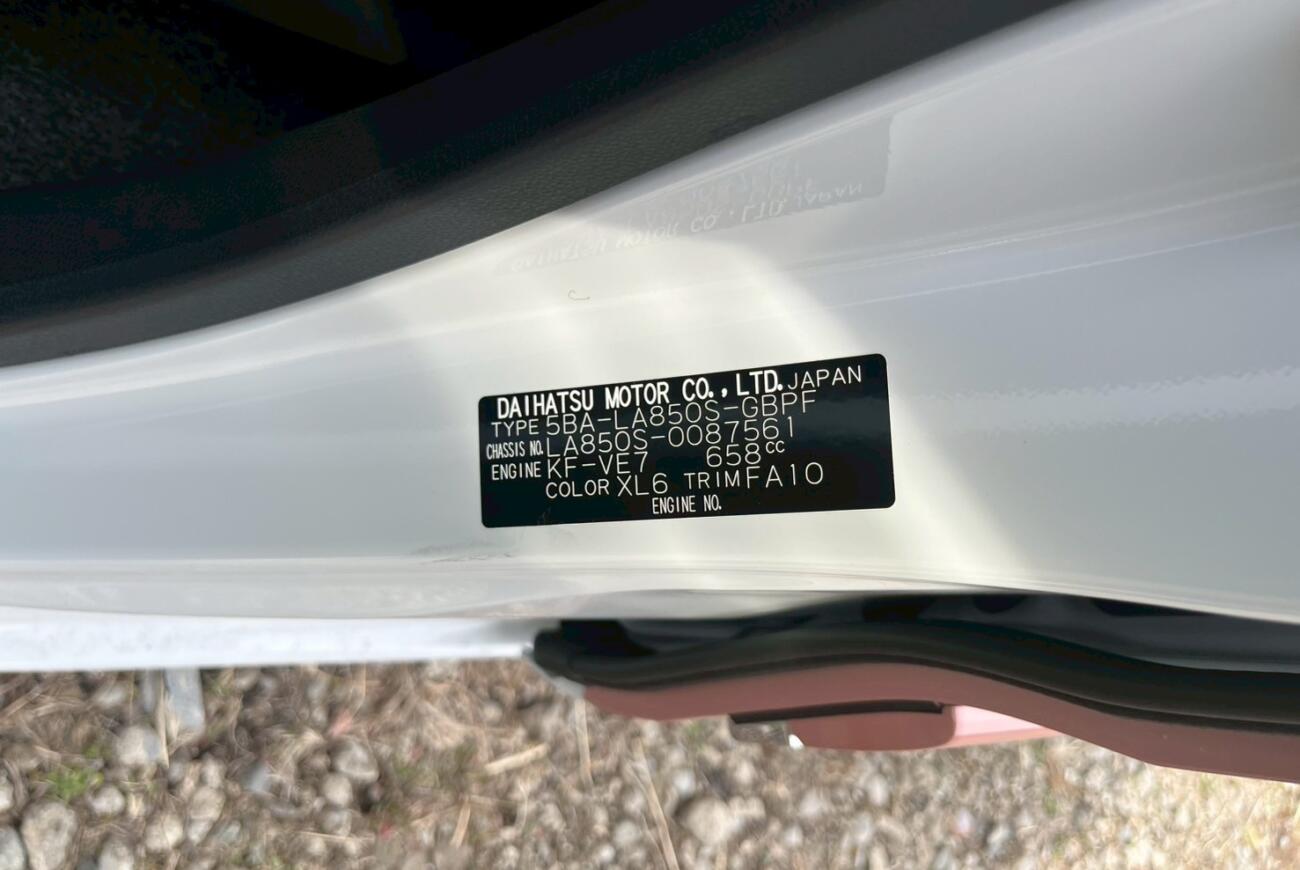 DAIHATSU MOTOR CO., LTD. JAPAN
TYPE 5BA-LA850S-GBPF
CHASSIS NO. LA850S-0087561
ENGINE KF-VE7 658cc
COLOR XL6 TRIM FA10
ENGINE NO.